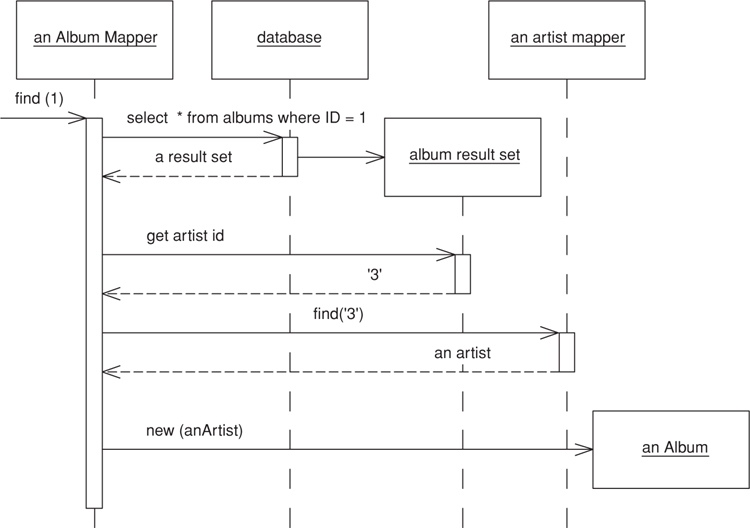 an Album Mapper
database
an artist mapper
find (1)
select * from albums where ID = 1
a result set
album result set
get artist id
'3'
find('3')
an artist
new (anArtist)
an Album